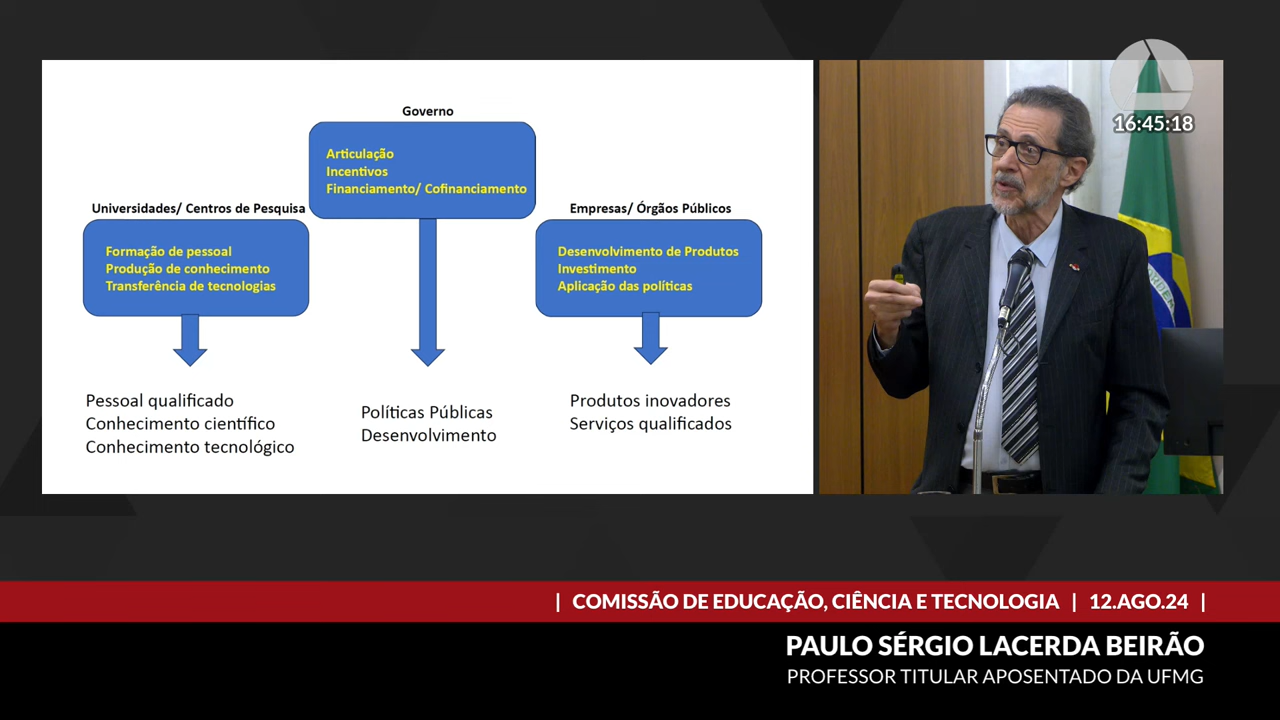 Governo
Articulação
Incentivos
Financiamento/ Cofinanciamento
Universidades/ Centros de Pesquisa
Formação de pessoal
Produção de conhecimento
Transferência de tecnologias
Empresas/ Órgãos Públicos
Desenvolvimento de Produtos
Investimento
Aplicação das políticas
Pessoal qualificado
Conhecimento científico
Conhecimento tecnológico
Políticas Públicas
Desenvolvimento
Produtos inovadores
Serviços qualificados
16:45:18
| COMISSÃO DE EDUCAÇÃO, CIÊNCIA E TECNOLOGIA | 12.AGO.24 |
PAULO SÉRGIO LACERDA BEIRÃO
PROFESSOR TITULAR APOSENTADO DA UFMG